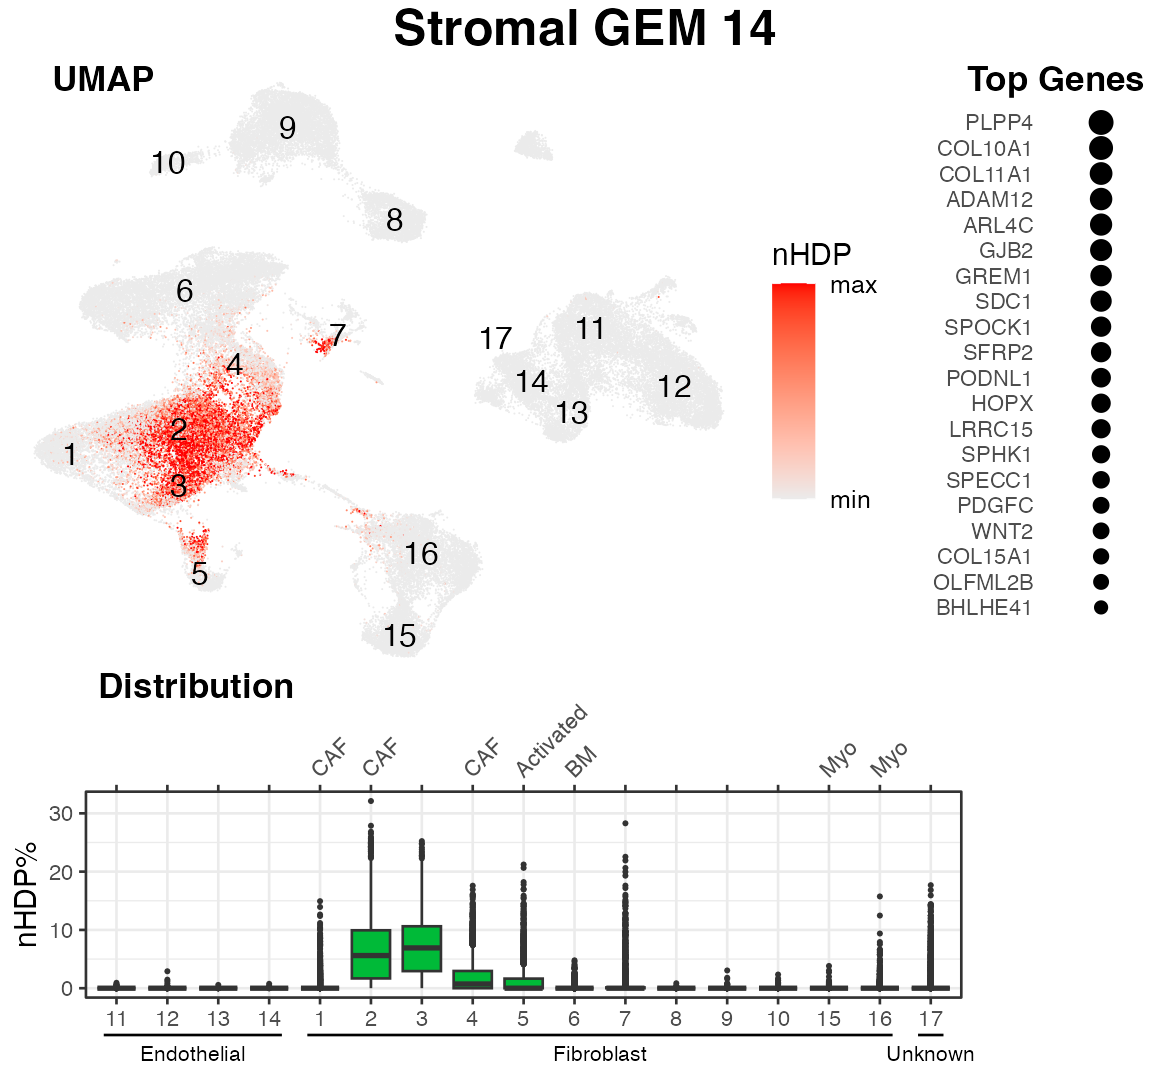 Stromal GEM 14
UMAP
9
10
8
6
7
4
2
1
3
5
16
15
17
11
14
12
13
nHDP
max
min
Top Genes
PLPP4
COL10A1
COL11A1
ADAM12
ARL4C
GJB2
GREM1
SDC1
SPOCK1
SFRP2
PODNL1
HOPX
LRRC15
SPHK1
SPECC1
PDGFC
WNT2
COL15A1
OLFML2B
BHLHE41
Distribution
CAF CAF CAF Activated BM Myo Myo
nHDP%
30
20
10
0
11 12 13 14 1 2 3 4 5 6 7 8 9 10 15 16 17
Endothelial Fibroblast Unknown